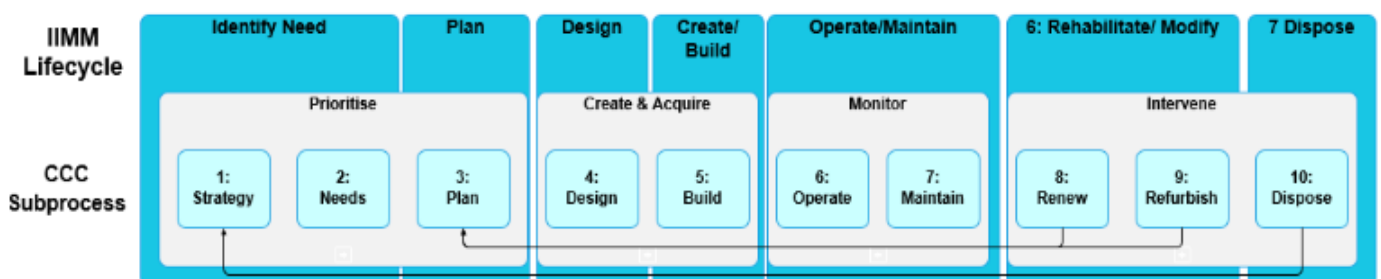 IIMM
Lifecycle
Identify Need
Plan
Design
Create/
Build
Operate/Maintain
6: Rehabilitate/ Modify
7 Dispose
Prioritise
Create & Acquire
Monitor
Intervene
CCC
Subprocess
1:
Strategy
2:
Needs
3:
Plan
4:
Design
5:
Build
6:
Operate
7:
Maintain
8:
Renew
9:
Refurbish
10:
Dispose